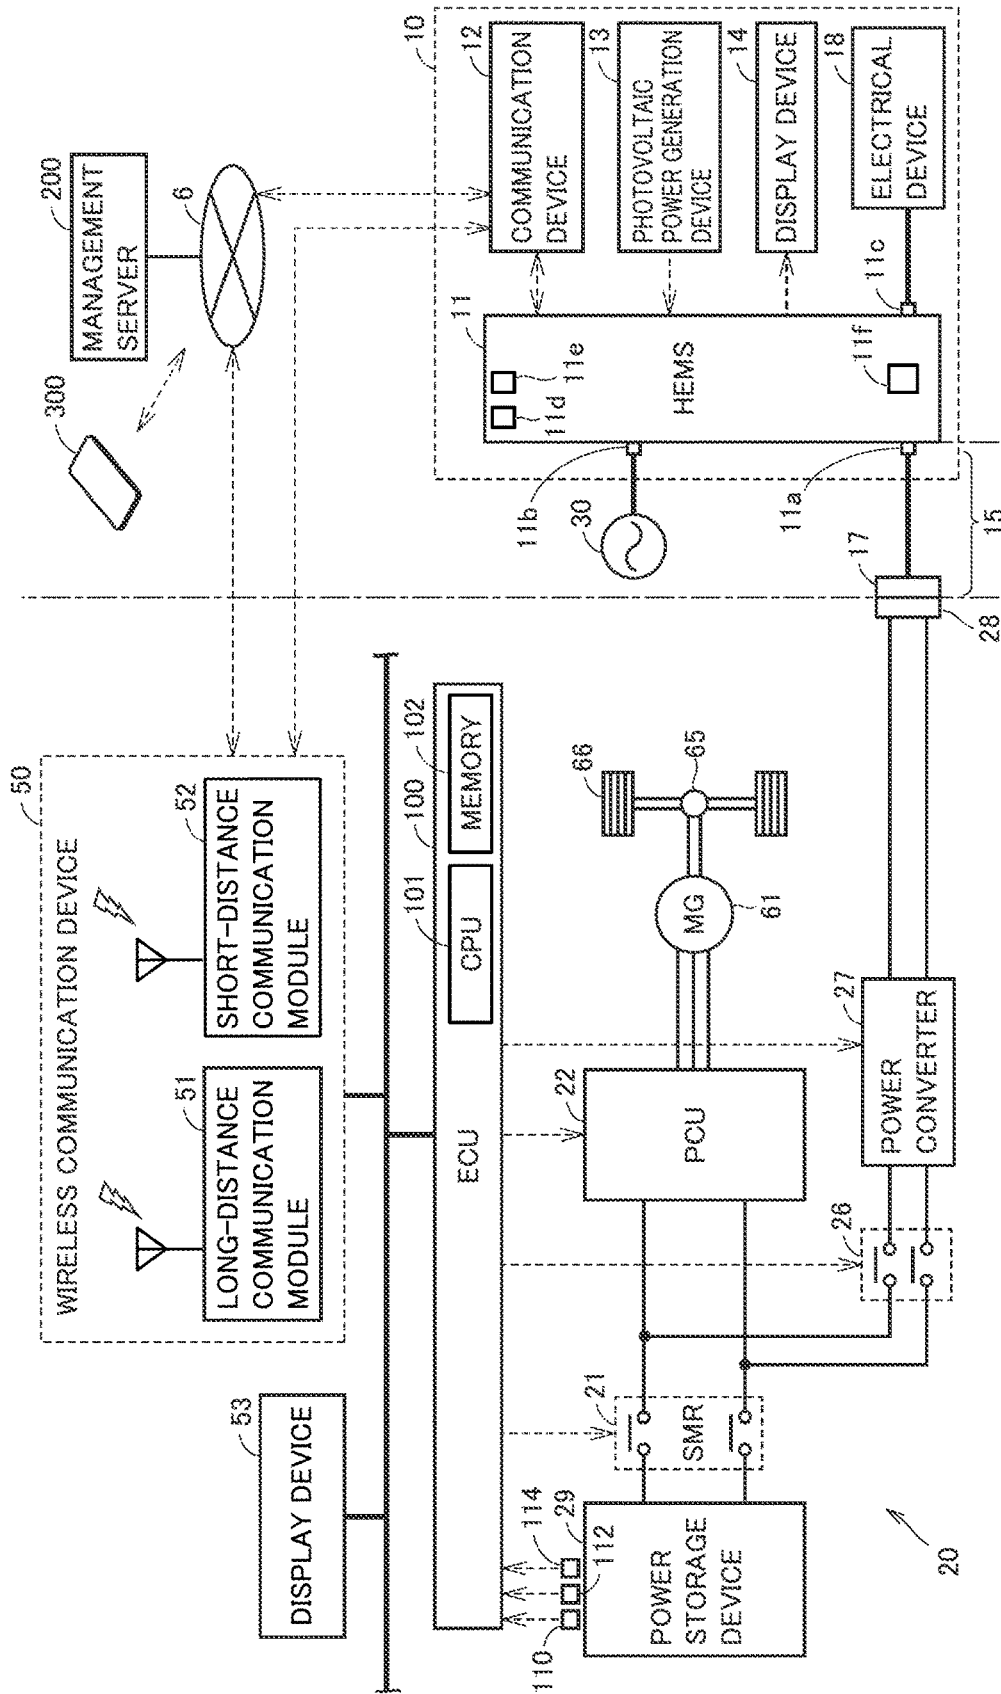 50
WIRELESS COMMUNICATION DEVICE
51
LONG-DISTANCE
COMMUNICATION
MODULE
52
SHORT-DISTANCE
COMMUNICATION
MODULE
53
DISPLAY DEVICE
300
200
MANAGEMENT
SERVER
6
ECU
100
101
CPU
102
MEMORY
110
112
114
29
POWER
STORAGE
DEVICE
21
SMR
22
PCU
MG
61
65
66
26
27
POWER
CONVERTER
28
17
15
20
10
11
HEMS
11a
11b
11c
11d
11e
11f
30
12
COMMUNICATION
DEVICE
13
PHOTOVOLTAIC
POWER GENERATION
DEVICE
14
DISPLAY DEVICE
18
ELECTRICAL
DEVICE